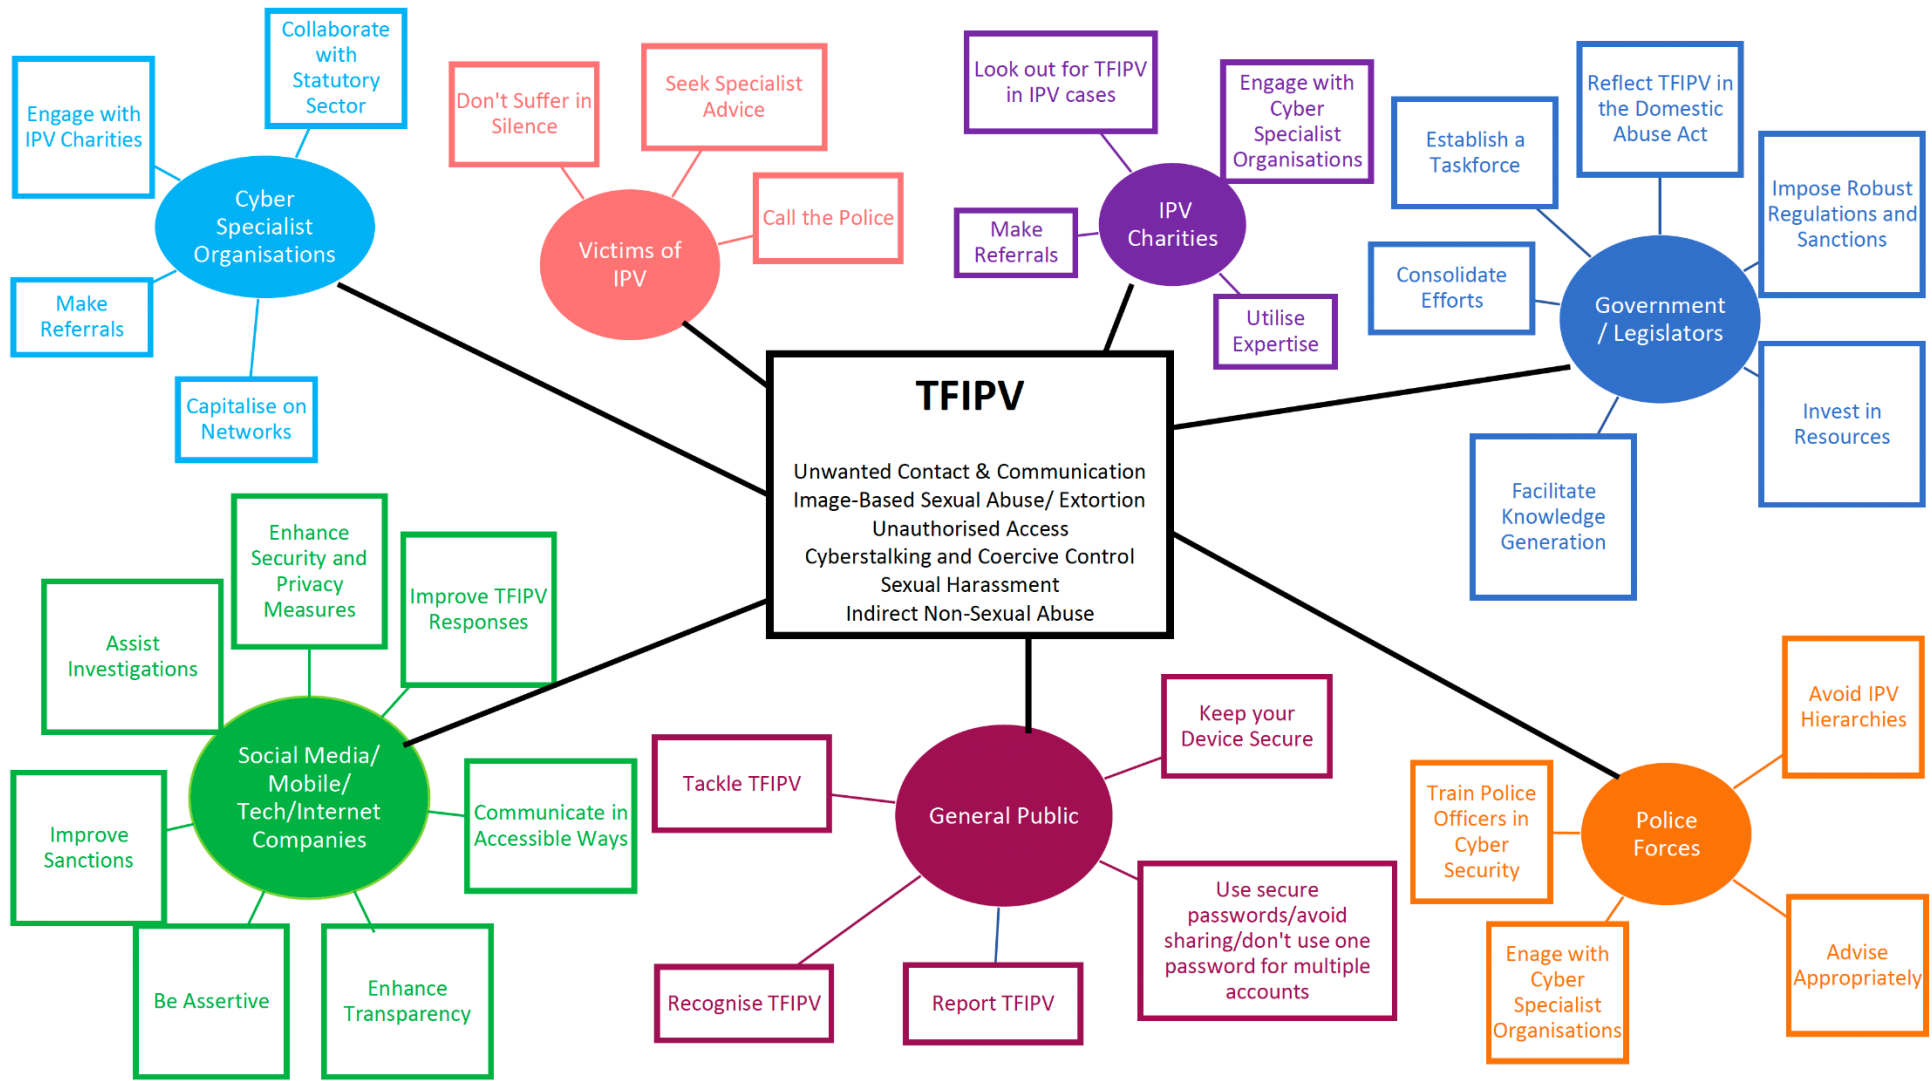 Collaborate
with
Statutory
Sector
Engage with
IPV Charities
Cyber
Specialist
Organisations
Make
Referrals
Capitalise on
Networks
Don't Suffer in
Silence
Seek Specialist
Advice
Call the Police
Victims of
IPV
Look out for TFIPV
in IPV cases
Engage with
Cyber
Specialist
Organisations
IPV
Charities
Make
Referrals
Utilise
Expertise
Reflect TFIPV in
the Domestic
Abuse Act
Establish a
Taskforce
Impose Robust
Regulations and
Sanctions
Consolidate
Efforts
Government
/ Legislators
Invest in
Resources
Facilitate
Knowledge
Generation
TFIPV
Unwanted Contact & Communication
Image-Based Sexual Abuse/ Extortion
Unauthorised Access
Cyberstalking and Coercive Control
Sexual Harassment
Indirect Non-Sexual Abuse
Enhance
Security and
Privacy
Measures
Improve TFIPV
Responses
Assist
Investigations
Social Media/
Mobile/
Tech/Internet
Companies
Communicate in
Accessible Ways
Improve
Sanctions
Be Assertive
Enhance
Transparency
Keep your
Device Secure
Tackle TFIPV
General Public
Use secure
passwords/avoid
sharing/don't use one
password for multiple
accounts
Recognise TFIPV
Report TFIPV
Avoid IPV
Hierarchies
Train Police
Officers in
Cyber
Security
Police
Forces
Enage with
Cyber
Specialist
Organisations
Advise
Appropriately